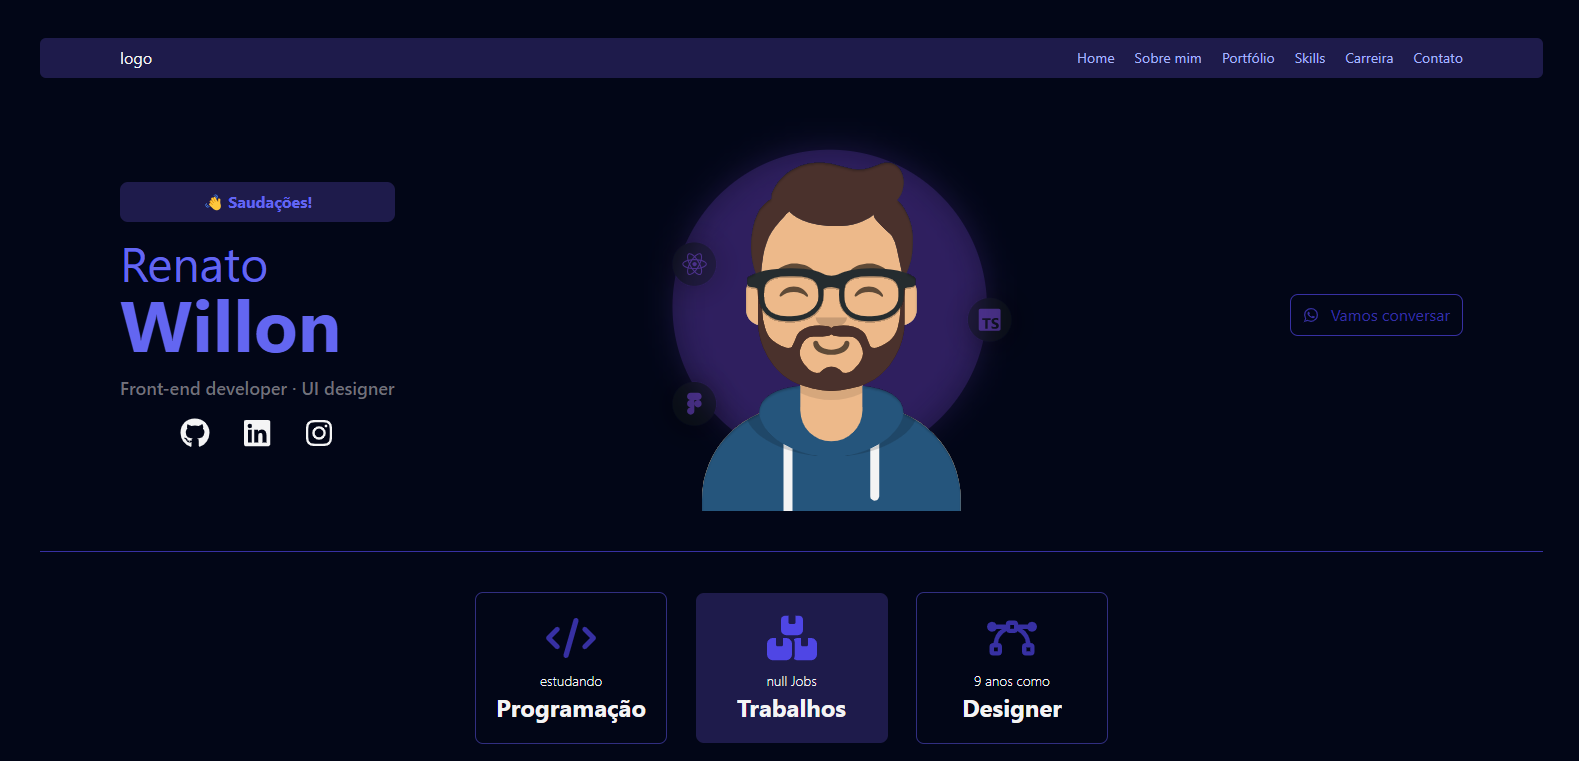 logo
Home Sobre mim Portfólio Skills Carreira Contato
👋 Saudações!
Renato
Willon
Front-end developer · UI designer
in
TS
Vamos conversar
estudando
Programação
null Jobs
Trabalhos
9 anos como
Designer